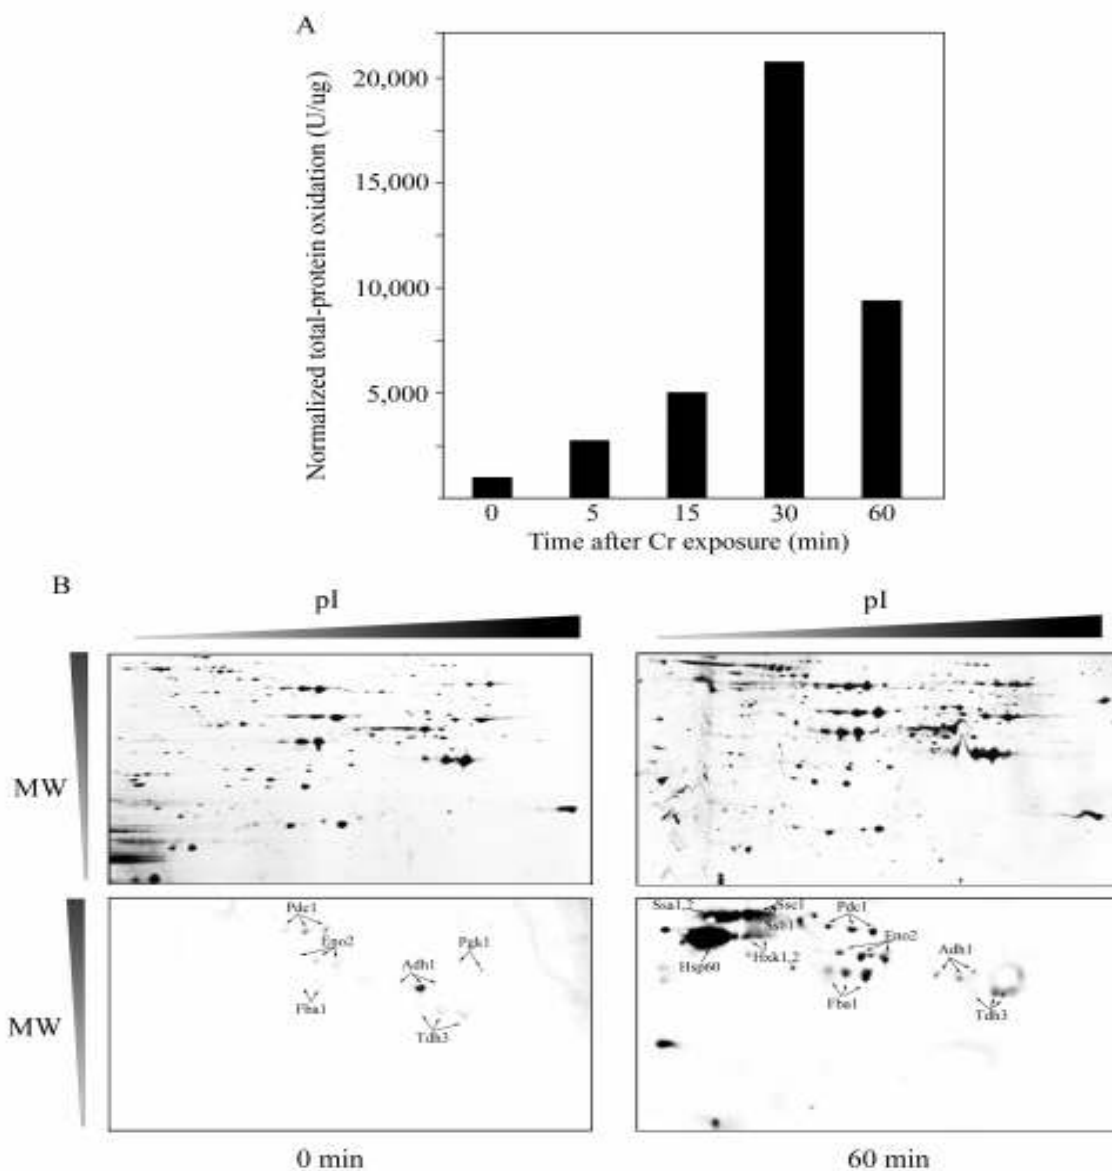 A
Normalized total-protein oxidation (U/ug)
20,000
15,000
10,000
5,000
0 5 15 30 60
Time after Cr exposure (min)
B
pI pI
MW
Pdc1
Eno2
Pgk1
Adh1
Fba1
Tdh3
Ssa1,2 Ssc1 Pdc1
Ssb1
Eno2
Hsp60 *Hxk1,2 Adh1
Fba1
Tdh3
MW
0 min 60 min